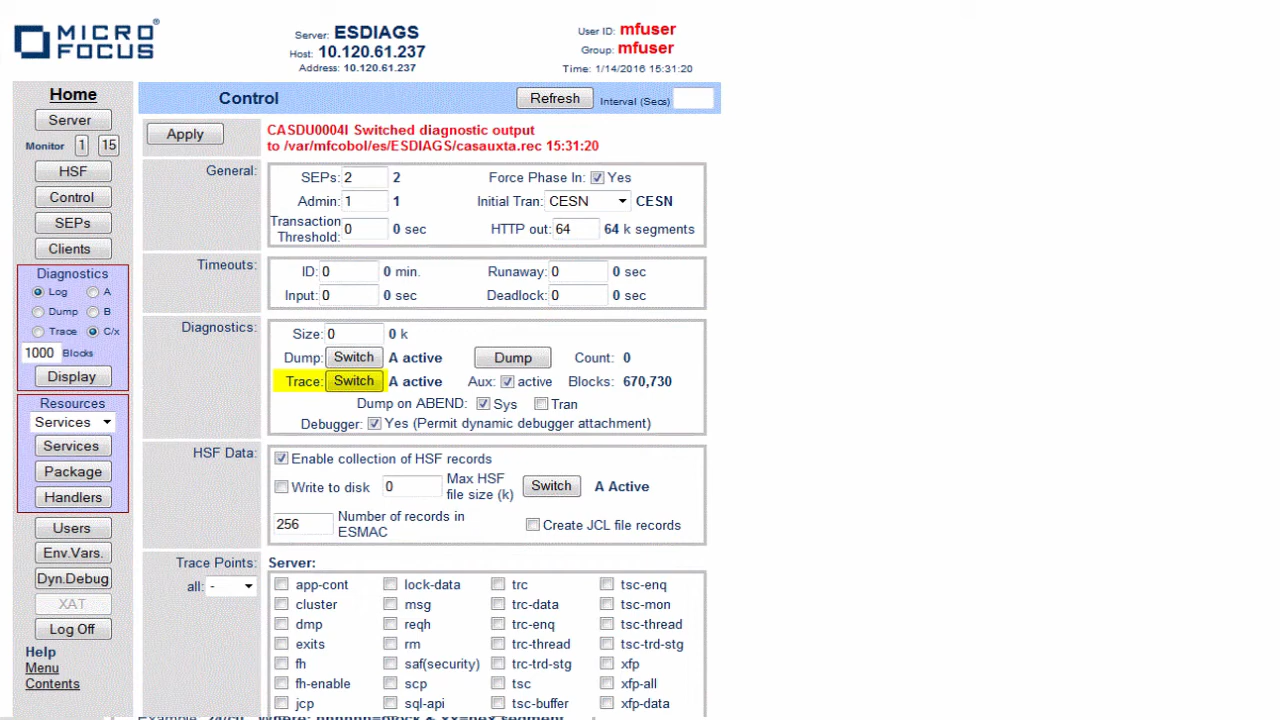 MICRO
FOCUS®
Server: ESDIAGS
Host: 10.120.61.237
Address: 10.120.61.237
User ID: mfuser
Group: mfuser
Time: 1/14/2016 15:31:20
Home
Server
Monitor 1 15
HSF
Control
SEPs
Clients
Diagnostics
Log A
Dump B
Trace C/x
1000 Blocks
Display
Resources
Services
Services
Package
Handlers
Users
Env.Vars.
Dyn.Debug
XAT
Log Off
Help
Menu
Contents
Control Refresh Interval (Secs)
Apply
CASDU0004I Switched diagnostic output
to /var/mfcobol/es/ESDIAGS/casauxta.rec 15:31:20
General:
SEPs: 2 2 Force Phase In: Yes
Admin: 1 1 Initial Tran: CESN CESN
Transaction
Threshold: 0 0 sec HTTP out: 64 64 k segments
Timeouts:
ID: 0 0 min. Runaway: 0 0 sec
Input: 0 0 sec Deadlock: 0 0 sec
Diagnostics:
Size: 0 0 k
Dump: Switch A active Dump Count: 0
Trace: Switch A active Aux: active Blocks: 670,730
Dump on ABEND: Sys Tran
Debugger: Yes (Permit dynamic debugger attachment)
HSF Data:
Enable collection of HSF records
Write to disk 0 Max HSF
file size (k) Switch A Active
256 Number of records in
ESMAC Create JCL file records
Trace Points: Server:
all: -
app-cont lock-data trc tsc-enq
cluster msg trc-data tsc-mon
dmp reqh trc-enq tsc-thread
exits rm trc-thread tsc-trd-stg
fh saf(security) trc-trd-stg xfp
fh-enable scp tsc xfp-all
jcp sql-api tsc-buffer xfp-data